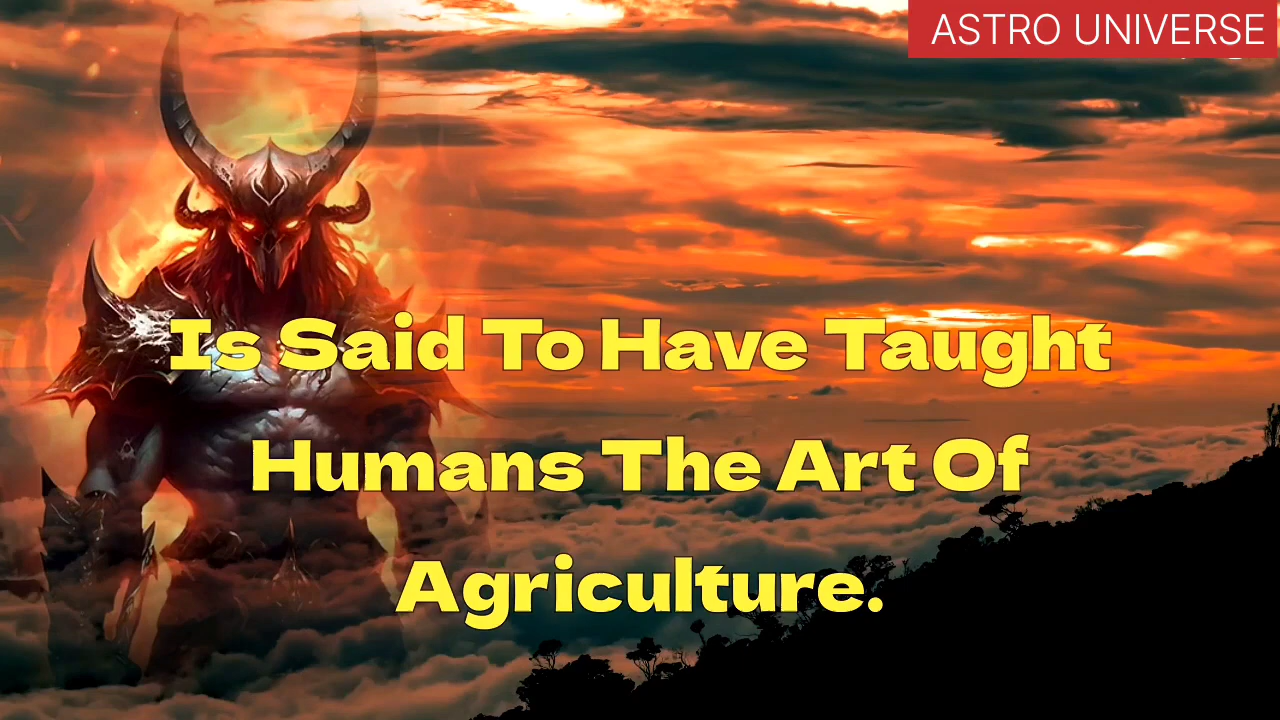 ASTRO UNIVERSE
Is Said To Have Taught
Humans The Art Of
Agriculture.